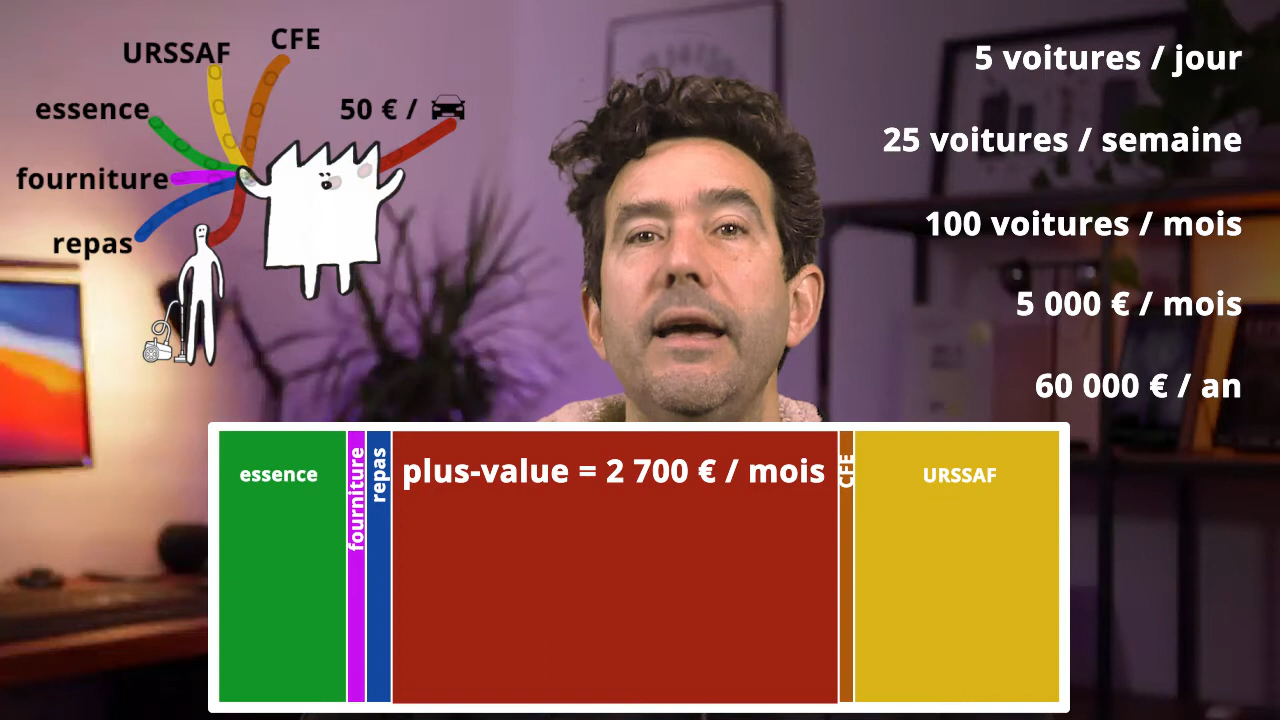 URSSAF
CFE
essence
50 € /
fourniture
repas
5 voitures / jour
25 voitures / semaine
100 voitures / mois
5 000 € / mois
60 000 € / an
essence
fourniture
repas
plus-value = 2 700 € / mois
CFE
URSSAF